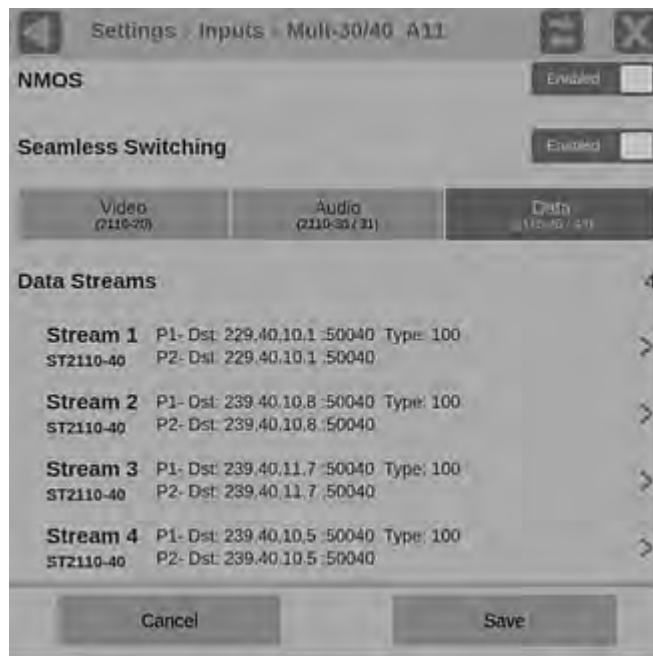 Settings - Inputs - Multi-30/40 A11
NMOS
Enabled
Seamless Switching
Enabled
Video
(2110-20)
Audio
(2110-30 / 31)
Data
Data Streams
4
Stream 1 P1- Dst: 229.40.10.1 :50040 Type: 100
ST2110-40 P2- Dst: 229.40.10.1 :50040
Stream 2 P1- Dst: 239.40.10.8 :50040 Type: 100
ST2110-40 P2- Dst: 239.40.10.8 :50040
Stream 3 P1- Dst: 239.40.11.7 :50040 Type: 100
ST2110-40 P2- Dst: 239.40.11.7 :50040
Stream 4 P1- Dst: 239.40.10.5 :50040 Type: 100
ST2110-40 P2- Dst: 239.40.10.5 :50040
Cancel
Save